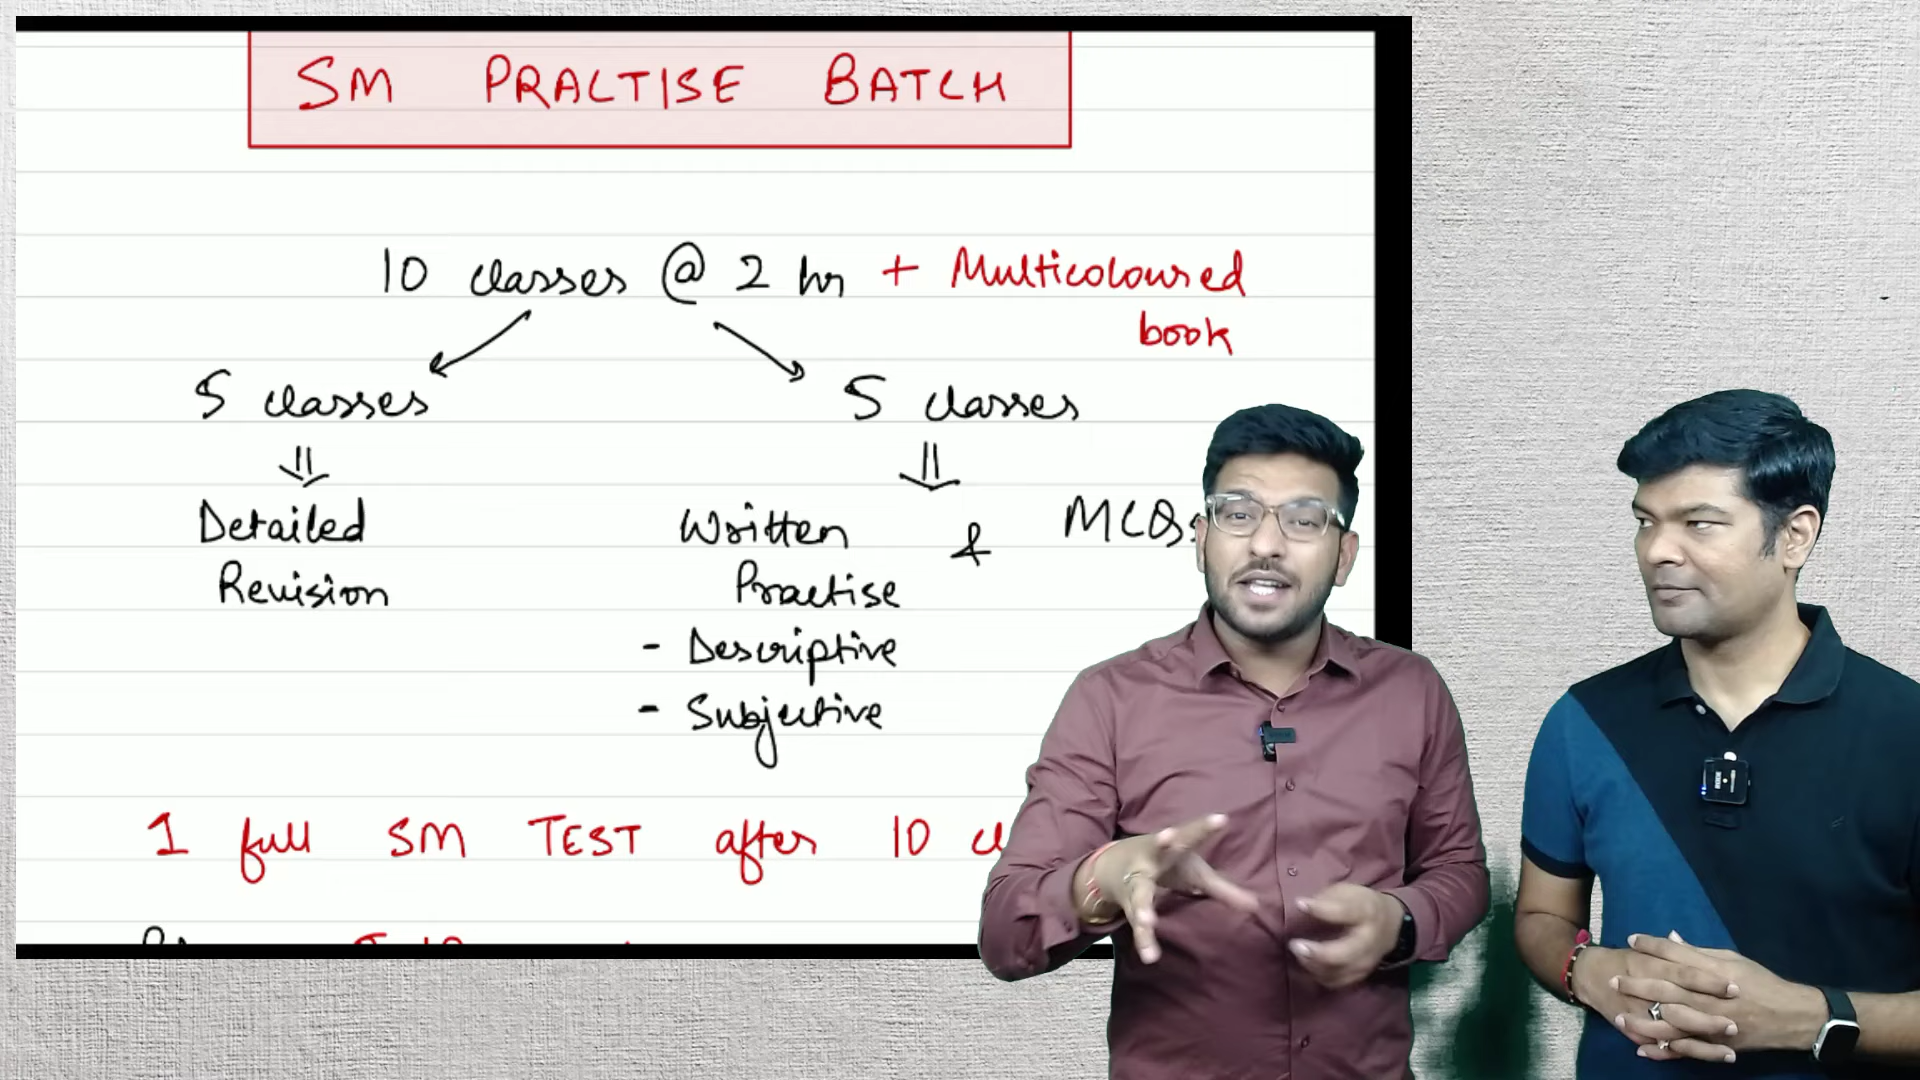 SM PRACTISE BATCH
10 classes @ 2 hr + Multicoloured
book
5 classes 5 classes
Detailed Written & MCQs
Revision Practise
- Descriptive
- Subjective
1 full SM TEST after 10